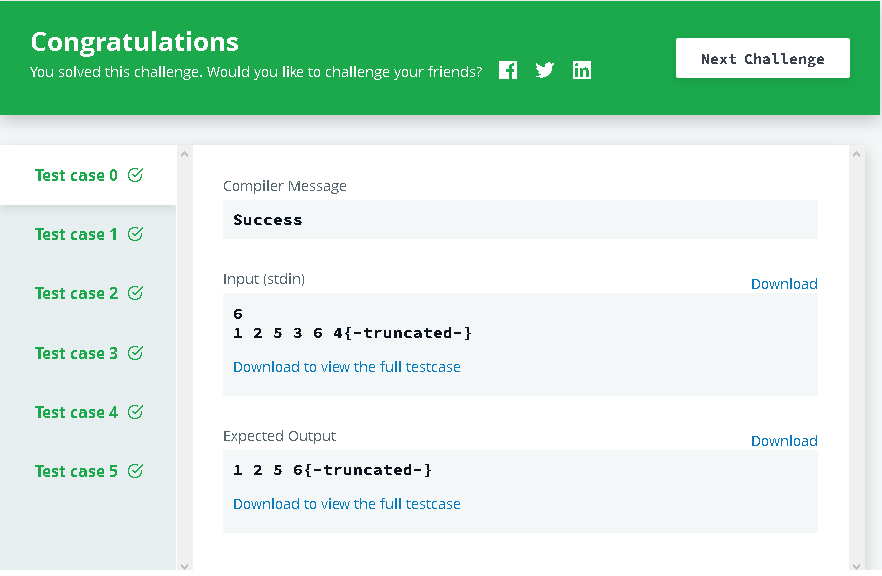 Congratulations
You solved this challenge. Would you like to challenge your friends?
Next Challenge
Test case 0
Test case 1
Test case 2
Test case 3
Test case 4
Test case 5
Compiler Message
Success
Input (stdin)
Download
6
1 2 5 3 6 4{-truncated-}
Download to view the full testcase
Expected Output
Download
1 2 5 6{-truncated-}
Download to view the full testcase